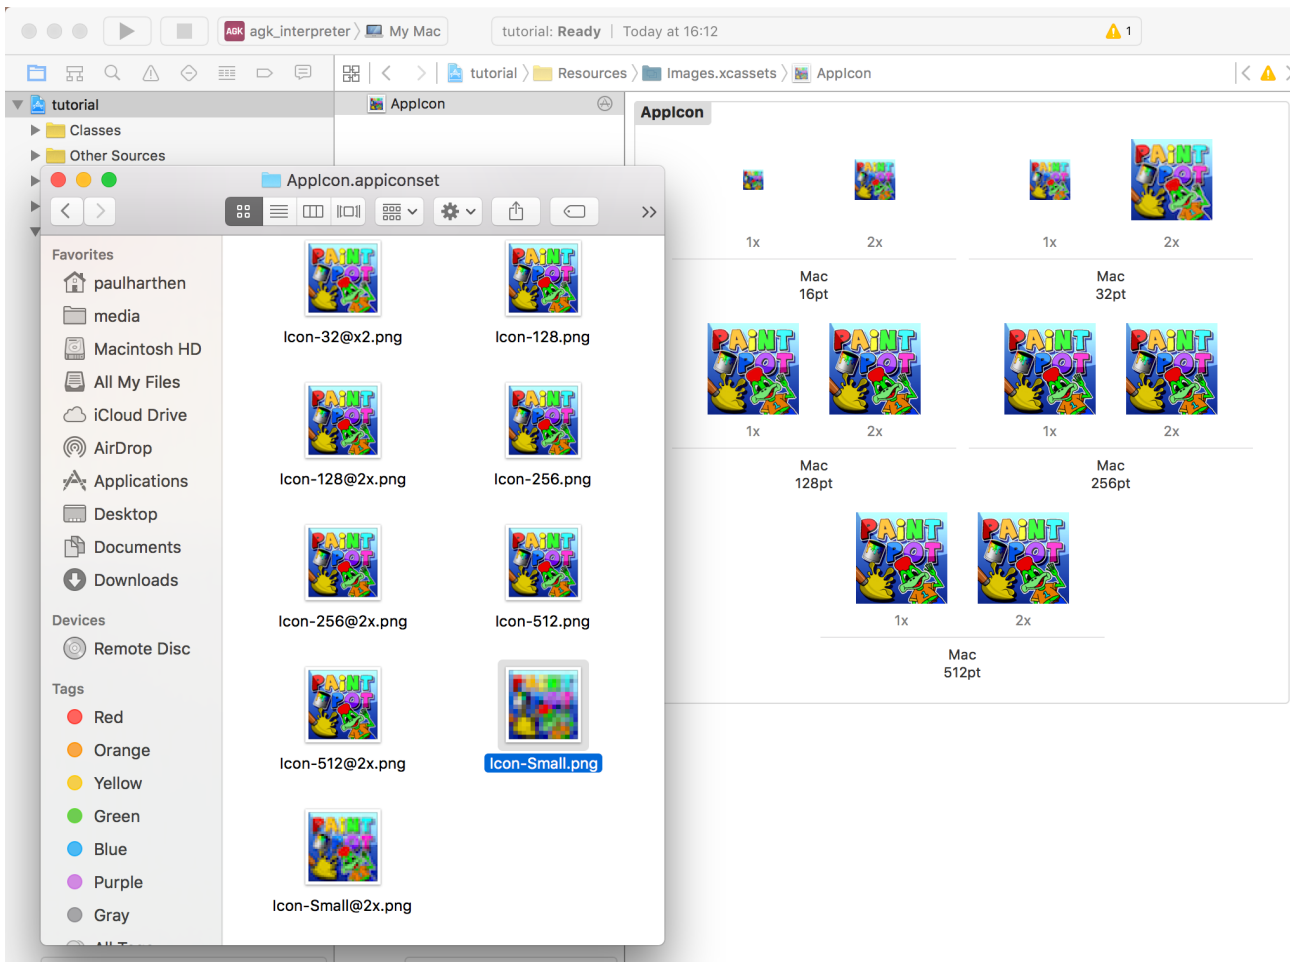 AGK agk_interpreter My Mac
tutorial: Ready | Today at 16:12
1
tutorial Resources Images.xcassets AppIcon
tutorial
Classes
Other Sources
AppIcon
AppIcon
1x
2x
1x
2x
Mac
16pt
Mac
32pt
PAINT POT
1x
2x
1x
2x
Mac
128pt
Mac
256pt
1x
2x
Mac
512pt
AppIcon.appiconset
Favorites
paulharthen
media
Macintosh HD
All My Files
iCloud Drive
AirDrop
Applications
Desktop
Documents
Downloads
Devices
Remote Disc
Tags
Red
Orange
Yellow
Green
Blue
Purple
Gray
Icon-32@x2.png
Icon-128.png
Icon-128@2x.png
Icon-256.png
Icon-256@2x.png
Icon-512.png
Icon-512@2x.png
Icon-Small.png
Icon-Small@2x.png